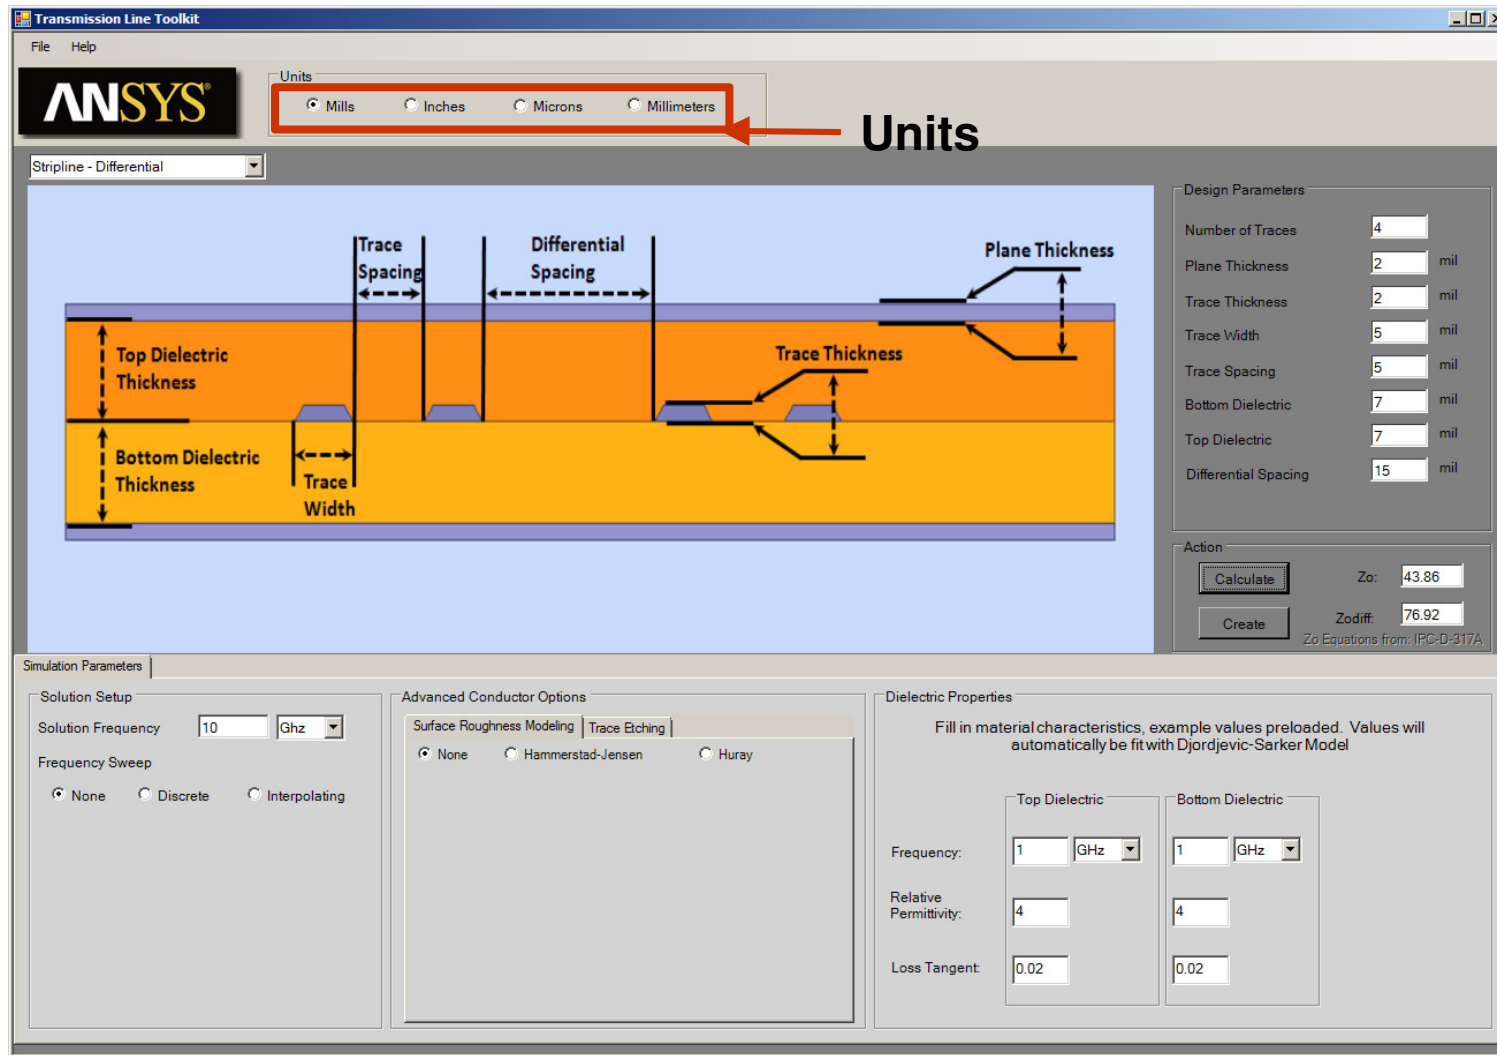 Transmission Line Toolkit
File Help
ANSYS®
Units
Mills Inches Microns Millimeters
Units
Stripline - Differential
Trace
Spacing
Differential
Spacing
Plane Thickness
Top Dielectric
Thickness
Trace Thickness
Bottom Dielectric
Thickness
Trace
Width
Design Parameters
Number of Traces 4
Plane Thickness 2 mil
Trace Thickness 2 mil
Trace Width 5 mil
Trace Spacing 5 mil
Bottom Dielectric 7 mil
Top Dielectric 7 mil
Differential Spacing 15 mil
Action
Calculate Zo: 43.86
Create Zodiff: 76.92
Zo Equations from: IPC-D-317A
Simulation Parameters
Solution Setup
Solution Frequency 10 Ghz
Frequency Sweep
None Discrete Interpolating
Advanced Conductor Options
Surface Roughness Modeling Trace Etching
None Hammerstad-Jensen Huray
Dielectric Properties
Fill in material characteristics, example values preloaded. Values will
automatically be fit with Djordjevic-Sarker Model
Top Dielectric Bottom Dielectric
Frequency: 1 GHz 1 GHz
Relative
Permittivity: 4 4
Loss Tangent: 0.02 0.02